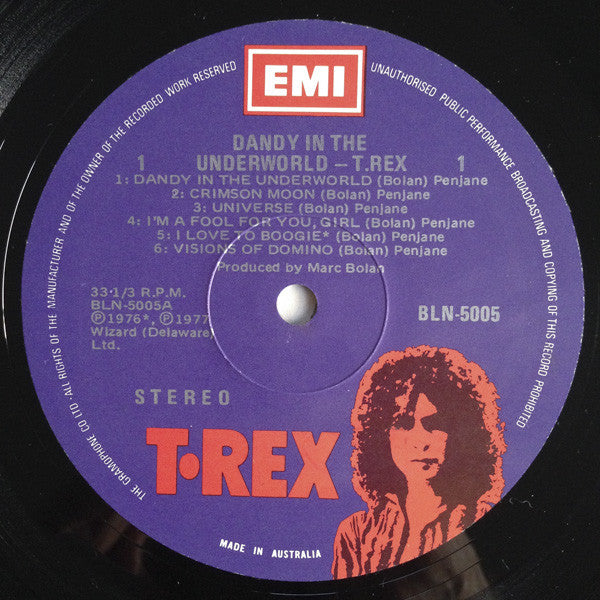 EMI
THE GRAMOPHONE CO LTD · ALL RIGHTS OF THE MANUFACTURER AND OF THE OWNER OF THE RECORDED WORK RESERVED
UNAUTHORISED PUBLIC PERFORMANCE BROADCASTING AND COPYING OF THIS RECORD PROHIBITED
DANDY IN THE
1 UNDERWORLD – T.REX 1
1: DANDY IN THE UNDERWORLD (Bolan) Penjane
2: CRIMSON MOON (Bolan) Penjane
3: UNIVERSE (Bolan) Penjane
4: I'M A FOOL FOR YOU, GIRL (Bolan) Penjane
5: I LOVE TO BOOGIE* (Bolan) Penjane
6: VISIONS OF DOMINO (Bolan) Penjane
Produced by Marc Bolan
33·1/3 R.P.M.
BLN-5005A
Ⓟ1976*, Ⓟ1977
Wizard (Delaware)
Ltd.
BLN-5005
STEREO
T·REX
MADE IN AUSTRALIA